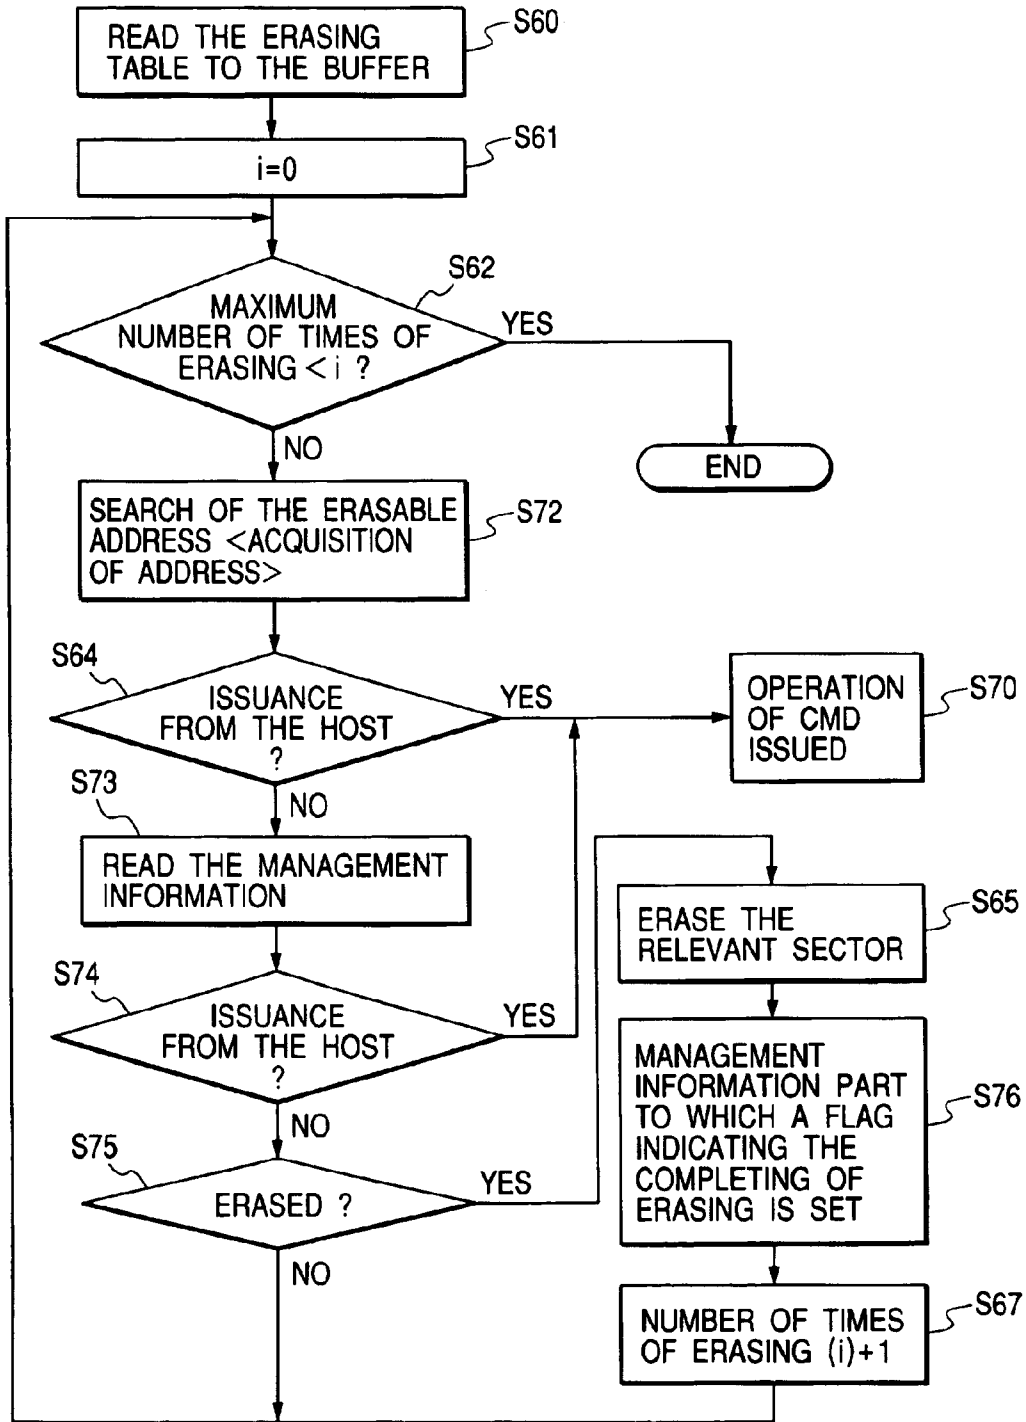 READ THE ERASING
TABLE TO THE BUFFER
S60
i=0
S61
MAXIMUM
NUMBER OF TIMES OF
ERASING < i ?
S62
YES
NO
END
SEARCH OF THE ERASABLE
ADDRESS <ACQUISITION
OF ADDRESS>
S72
S64
ISSUANCE
FROM THE HOST
?
YES
NO
OPERATION
OF CMD
ISSUED
S70
S73
READ THE MANAGEMENT
INFORMATION
S74
ISSUANCE
FROM THE HOST
?
YES
NO
S75
ERASED ?
YES
NO
ERASE THE
RELEVANT SECTOR
S65
MANAGEMENT
INFORMATION PART
TO WHICH A FLAG
INDICATING THE
COMPLETING OF
ERASING IS SET
S76
NUMBER OF TIMES
OF ERASING (i)+1
S67